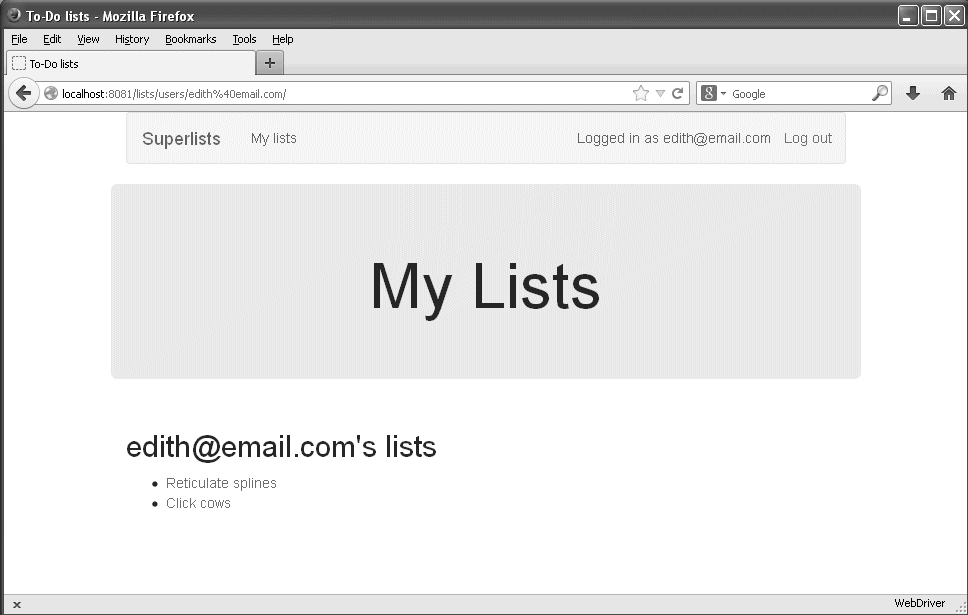 To-Do lists - Mozilla Firefox
File Edit View History Bookmarks Tools Help
To-Do lists
localhost:8081/lists/users/edith%40email.com/ Google
Superlists My lists Logged in as edith@email.com Log out
My Lists
edith@email.com's lists
• Reticulate splines
• Click cows
x WebDriver